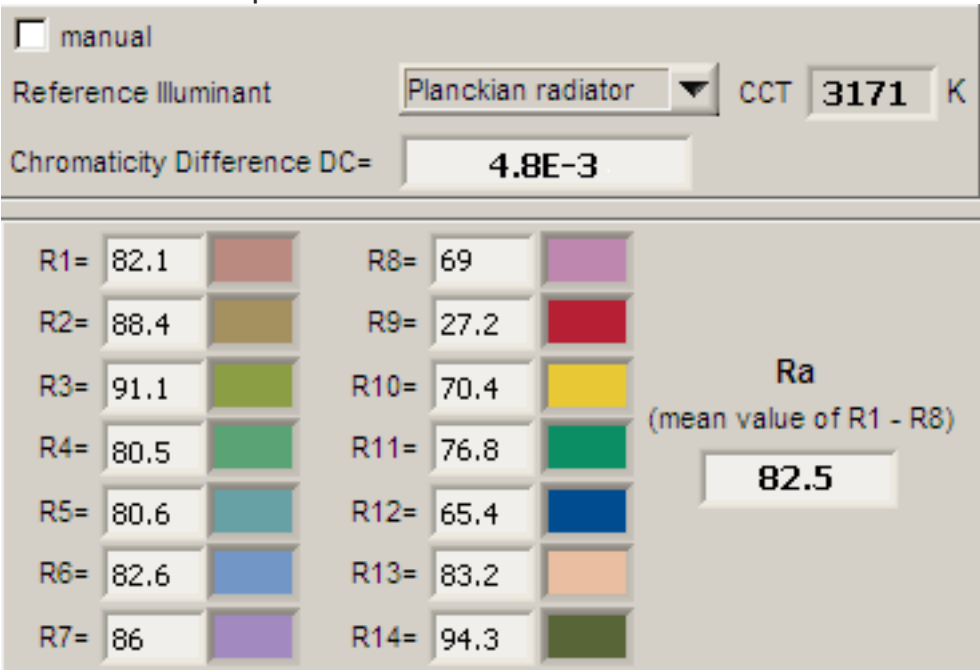 manual
Reference Illuminant Planckian radiator CCT 3171 K
Chromaticity Difference DC= 4.8E-3
R1= 82.1 R8= 69
R2= 88.4 R9= 27.2
R3= 91.1 R10= 70.4
R4= 80.5 R11= 76.8
R5= 80.6 R12= 65.4
R6= 82.6 R13= 83.2
R7= 86 R14= 94.3
Ra
(mean value of R1 - R8)
82.5